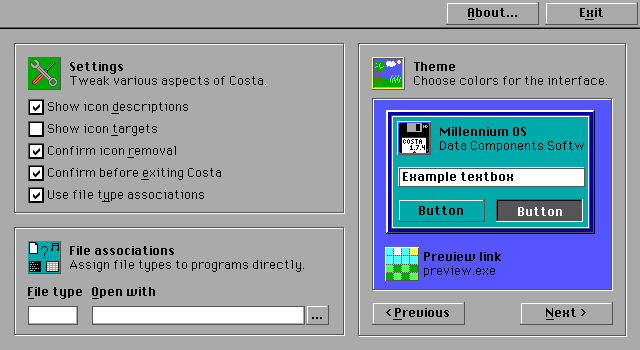 About...
Exit
Settings
Tweak various aspects of Costa.
Show icon descriptions
Show icon targets
Confirm icon removal
Confirm before exiting Costa
Use file type associations
File associations
Assign file types to programs directly.
File type
Open with
...
Theme
Choose colors for the interface.
COSTA
1.7.4
Millennium OS
Data Components Softw
Example textbox
Button
Button
Preview link
preview.exe
< Previous
Next >